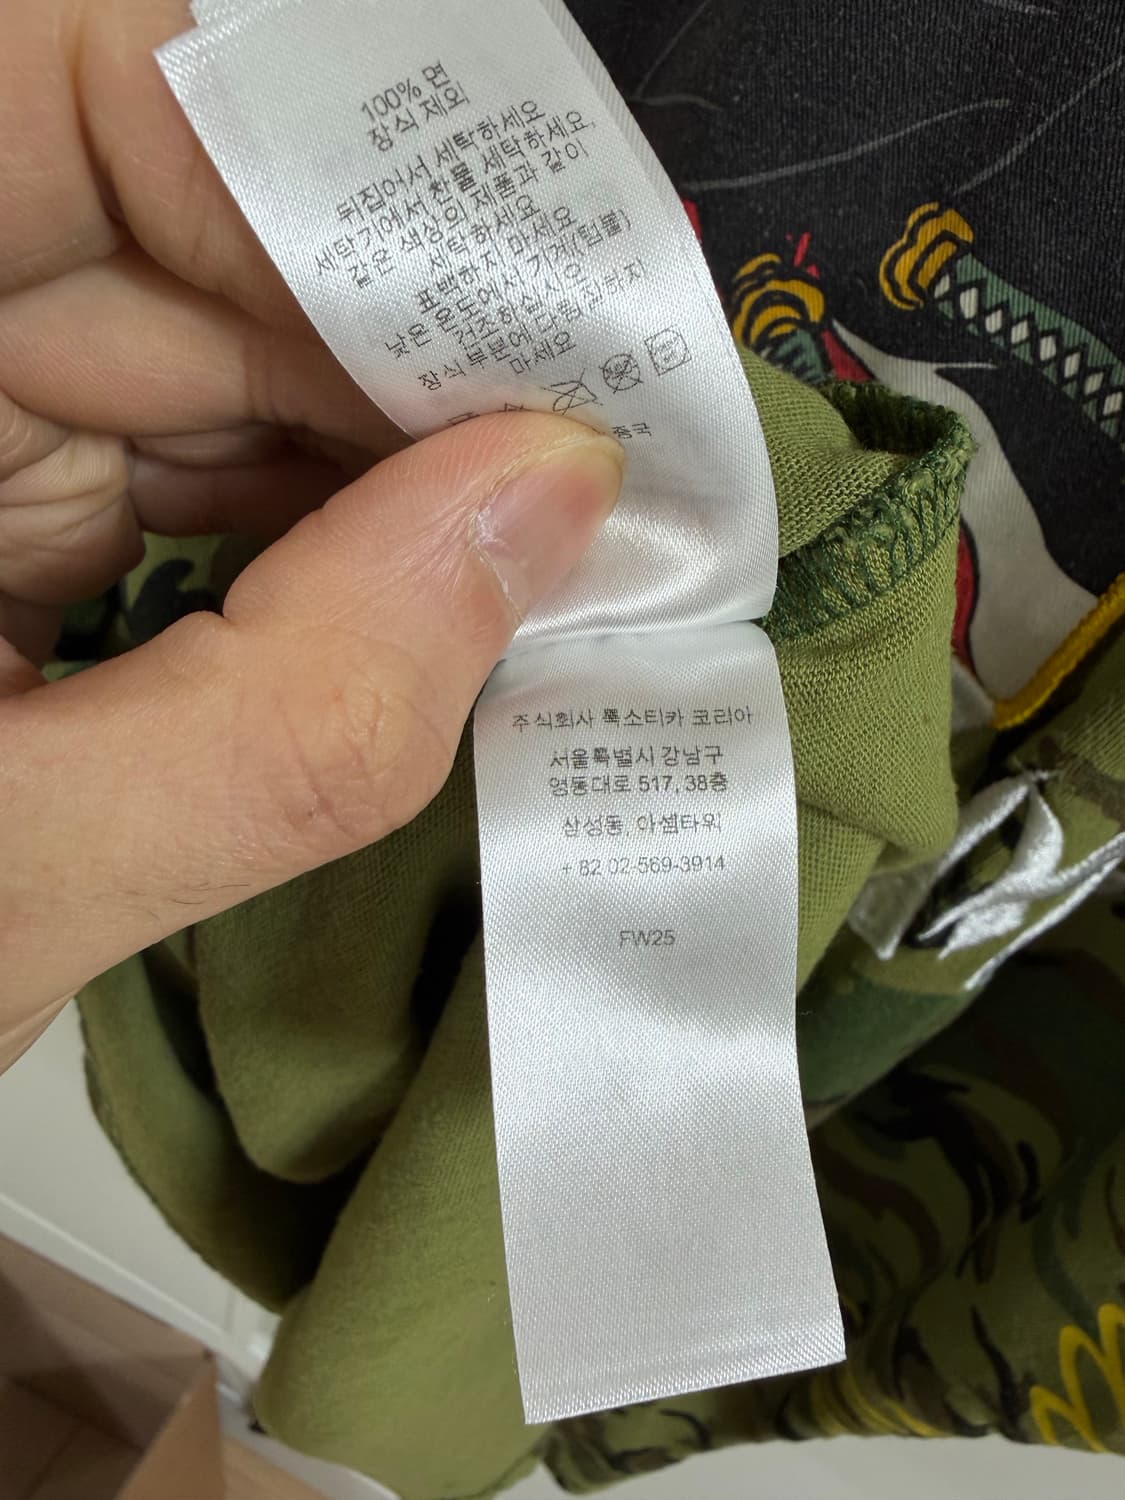 100% 면
장식 제외
뒤집어서 세탁하세요
세탁기에서 찬물 세탁하세요,
같은 색상의 제품과 같이
세탁하세요
표백하지 마세요
낮은 온도에서 기계(텀블)
건조하십시오
장식 부분에 다림질하지
마세요
중국
주식회사 룩소티카 코리아
서울특별시 강남구
영동대로 517, 38층
삼성동, 아셈타워
+ 82 02-569-3914
FW25